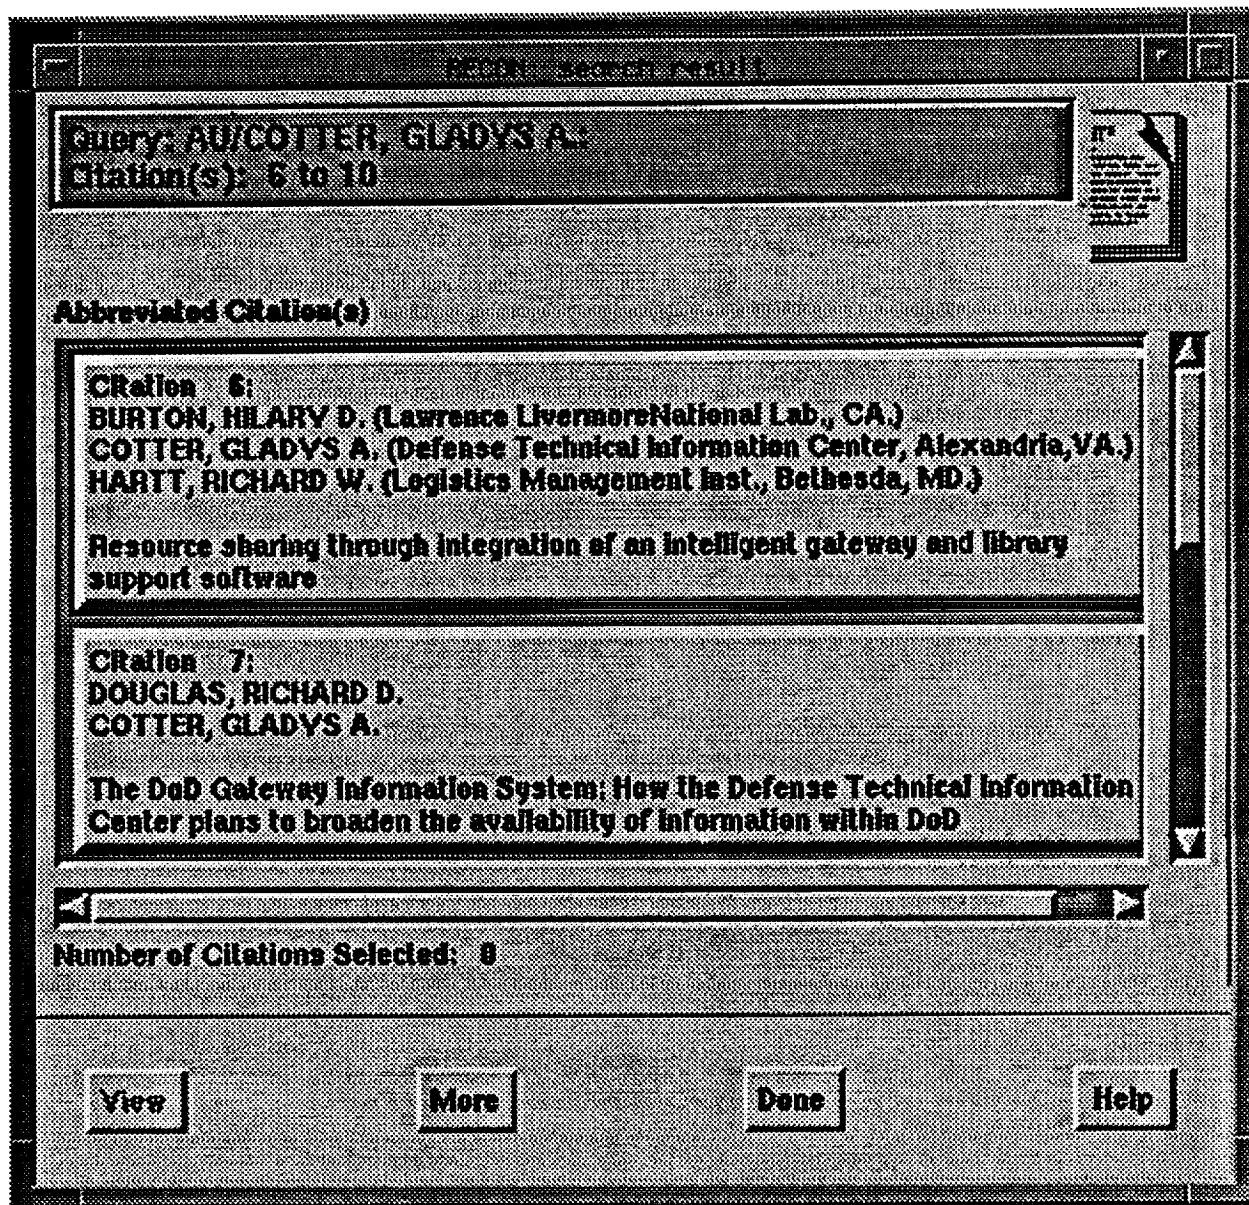 RECON: search result
Query: AU/COTTER, GLADYS A.:
Citation(s): 6 to 10
Abbreviated Citation(s)
Citation 6:
BURTON, HILARY D. (Lawrence LivermoreNational Lab., CA.)
COTTER, GLADYS A. (Defense Technical Information Center, Alexandria,VA.)
HARTT, RICHARD W. (Logistics Management Inst., Bethesda, MD.)
Resource sharing through integration of an intelligent gateway and library
support software
Citation 7:
DOUGLAS, RICHARD D.
COTTER, GLADYS A.
The DoD Gateway Information System: How the Defense Technical Information
Center plans to broaden the availability of information within DoD
Number of Citations Selected: 0
View
More
Done
Help